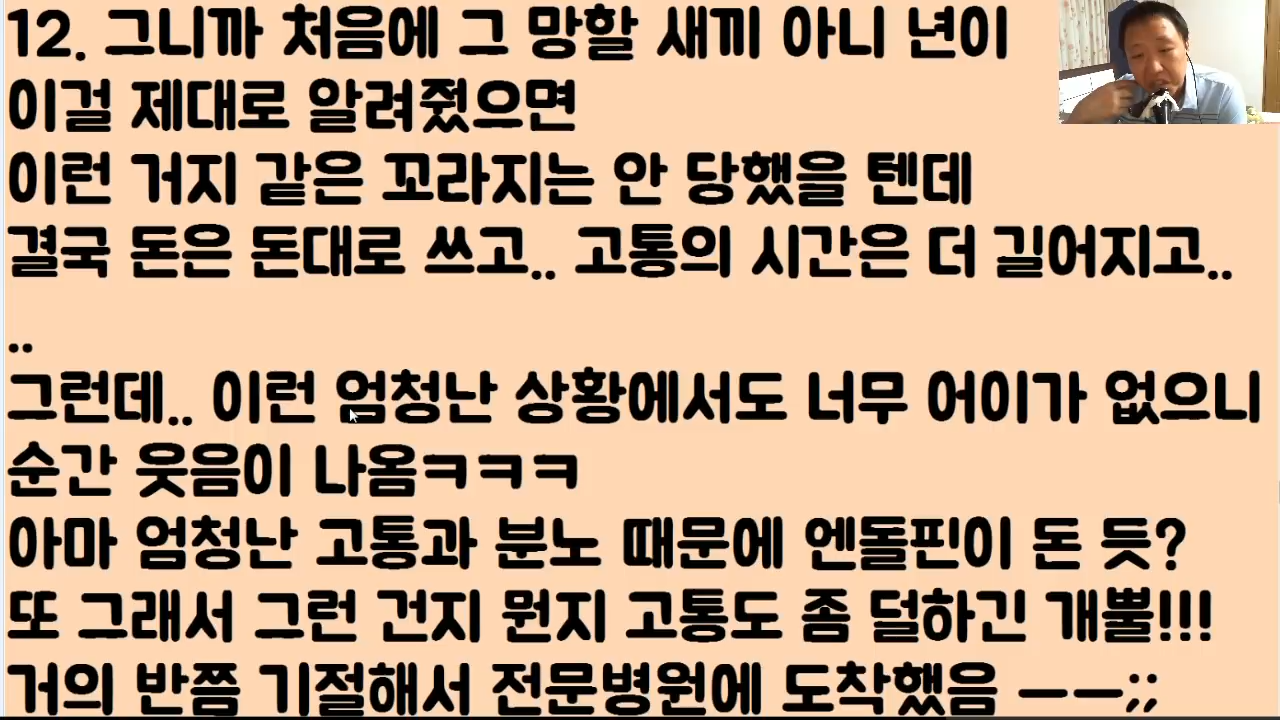 12. 그니까 처음에 그 망할 새끼 아니 년이
이걸 제대로 알려줬으면
이런 거지 같은 꼬라지는 안 당했을 텐데
결국 돈은 돈대로 쓰고.. 고통의 시간은 더 길어지고..
..
그런데.. 이런 엄청난 상황에서도 너무 어이가 없으니
순간 웃음이 나옴ㅋㅋㅋ
아마 엄청난 고통과 분노 때문에 엔돌핀이 돈 듯?
또 그래서 그런 건지 뭔지 고통도 좀 덜하긴 개뿔!!!
거의 반쯤 기절해서 전문병원에 도착했음 ㅡㅡ;;